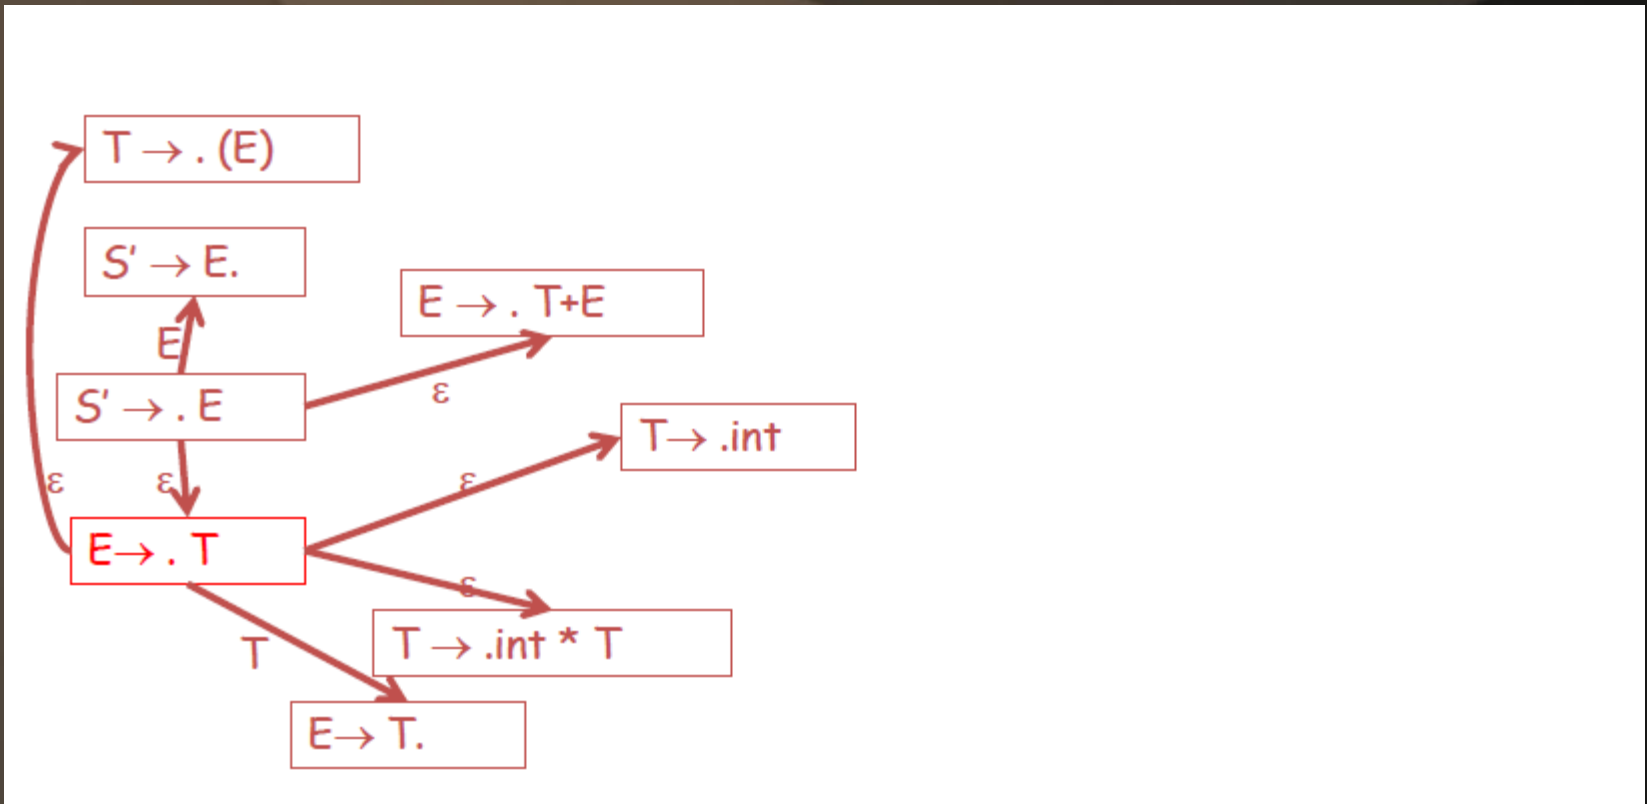 T → . (E)
S' → E.
E → . T+E
E
S' → . E
ε
T→ .int
ε
ε
ε
E→ . T
ε
T → .int * T
T
E→ T.